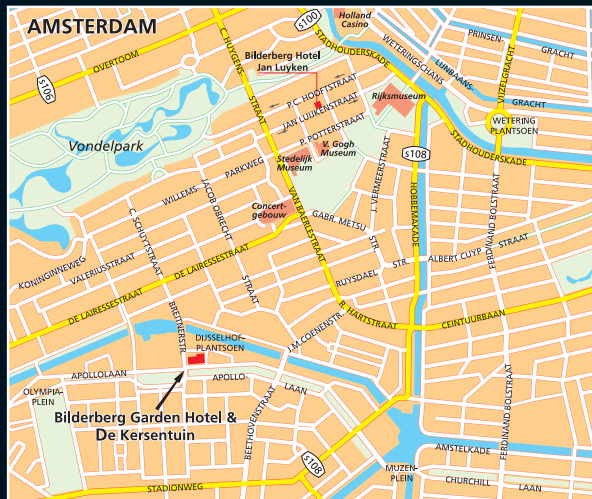 AMSTERDAM
s100
Holland
Casino
PRINSEN-
GRACHT
WETERINGSCHANS
LIJNBAANS-
GRACHT
VIJZELGRACHT
STADHOUDERSKADE
C. HUYGENS-
STRAAT
OVERTOOM
s106
Bilderberg Hotel
Jan Luyken
P.C. HOOFTSTRAAT
JAN LUIJKENSTRAAT
P. POTTERSTRAAT
Rijksmuseum
WETERING
PLANTSOEN
STADHOUDERSKADE
Vondelpark
V. Gogh
Museum
Stedelijk
Museum
s108
WILLEMS-
PARKWEG
JACOB OBRECHT
STRAAT
Concert-
gebouw
VAN BAERLESTRAAT
J. VERMEERSTRAAT
GABR. METSU
STR.
HOBBEMAKADE
FERDINAND BOLSTRAAT
ALBERT CUYP STRAAT
C. SCHUYTSTRAAT
KONINGINNEWEG
VALERIUSSTRAAT
DE LAIRESSESTRAAT
RUYSDAEL
STR.
DE LAIRESSESTRAAT
BREITNERSTR.
R. HARTSTRAAT
CEINTUURBAAN
J.M. COENENSTR.
DIJSSELHOF-
PLANTSOEN
APOLLOLAAN
APOLLO
LAAN
OLYMPIA-
PLEIN
Bilderberg Garden Hotel &
De Kersentuin
BEETHOVENSTRAAT
FERDINAND BOLSTRAAT
AMSTELKADE
s108
MUZEN-
PLEIN
CHURCHILL
LAAN
STADIONWEG